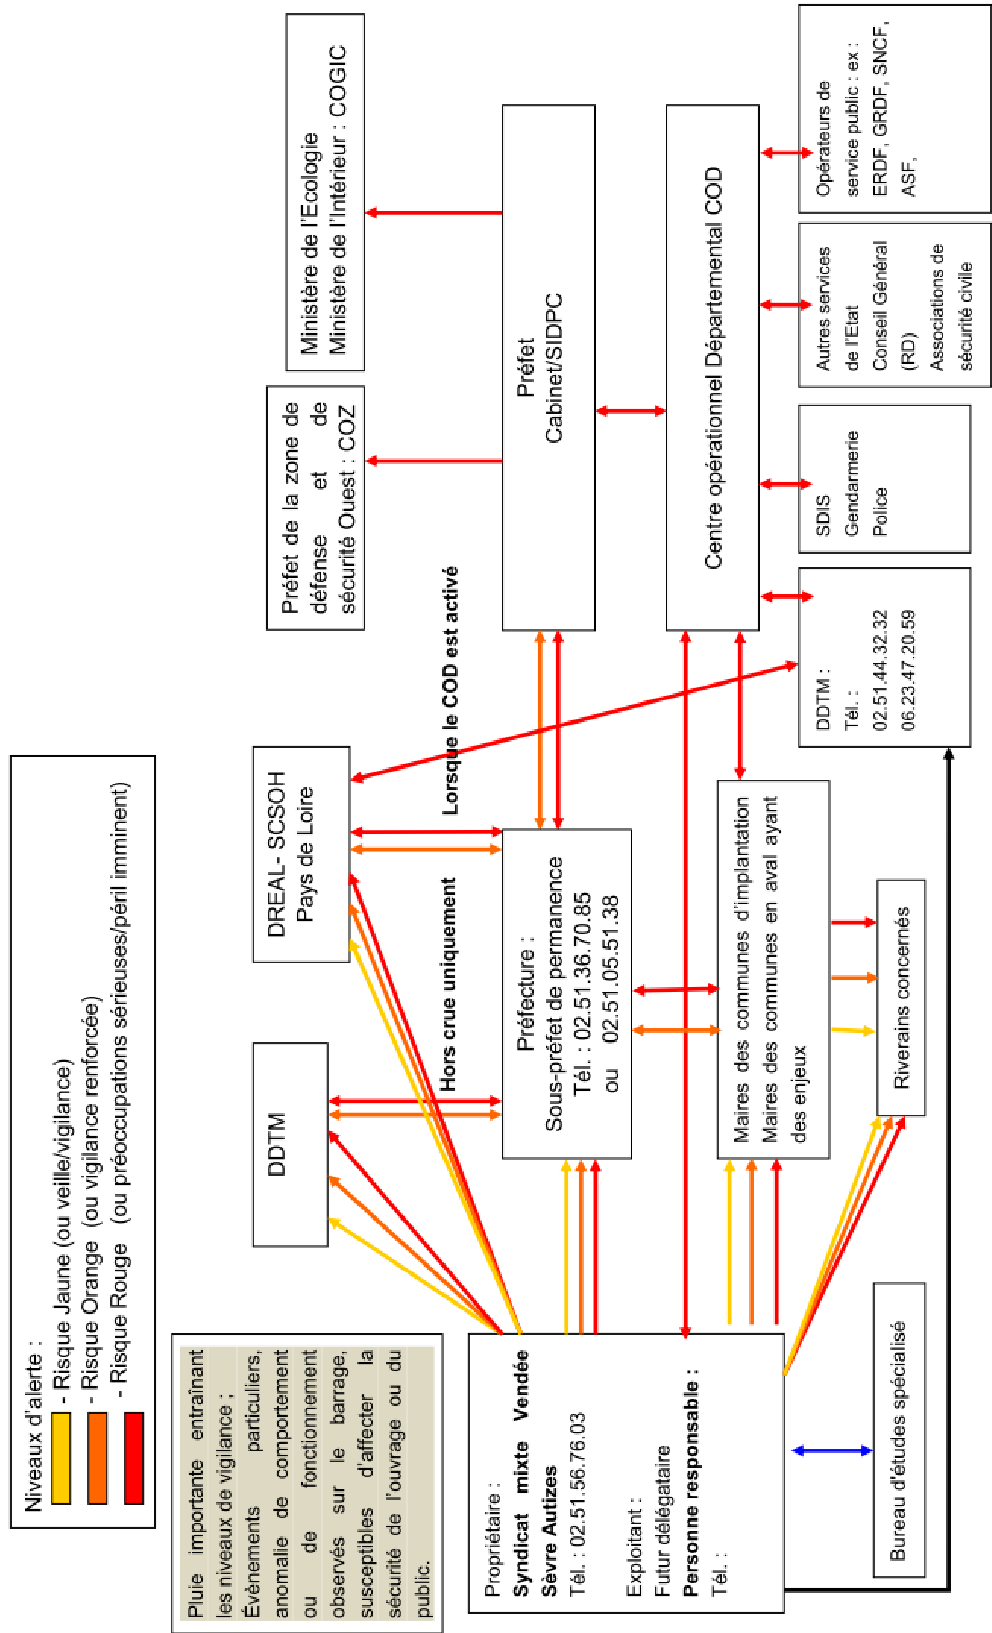 Niveaux d'alerte :
- Risque Jaune (ou veille/vigilance)
- Risque Orange (ou vigilance renforcée)
- Risque Rouge (ou préoccupations sérieuses/péril imminent)
Pluie importante entraînant
les niveaux de vigilance :
Évènements particuliers,
anomalie de comportement
ou de fonctionnement
observés sur le barrage,
susceptibles d'affecter la
sécurité de l'ouvrage ou du
public.
DDTM
DREAL- SCSOH
Pays de Loire
Préfet de la zone de
défense et de
sécurité Ouest : COZ
Ministère de l'Ecologie
Ministère de l'Intérieur : COGIC
Hors crue uniquement
Lorsque le COD est activé
Propriétaire :
Syndicat mixte Vendée
Sèvre Autizes
Tél. : 02.51.56.76.03
Exploitant :
Futur délégataire
Personne responsable :
Tél. :
Préfecture :
Sous-préfet de permanence
Tél. : 02.51.36.70.85
ou 02.51.05.51.38
Préfet
Cabinet/SIDPC
Maires des communes d'implantation
Maires des communes en aval ayant
des enjeux
Centre opérationnel Départemental COD
Bureau d'études spécialisé
Riverains concernés
DDTM :
Tél. :
02.51.44.32.32
06.23.47.20.59
SDIS
Gendarmerie
Police
Autres services
de l'Etat
Conseil Général
(RD)
Associations de
sécurité civile
Opérateurs de
service public : ex :
ERDF, GRDF, SNCF,
ASF,